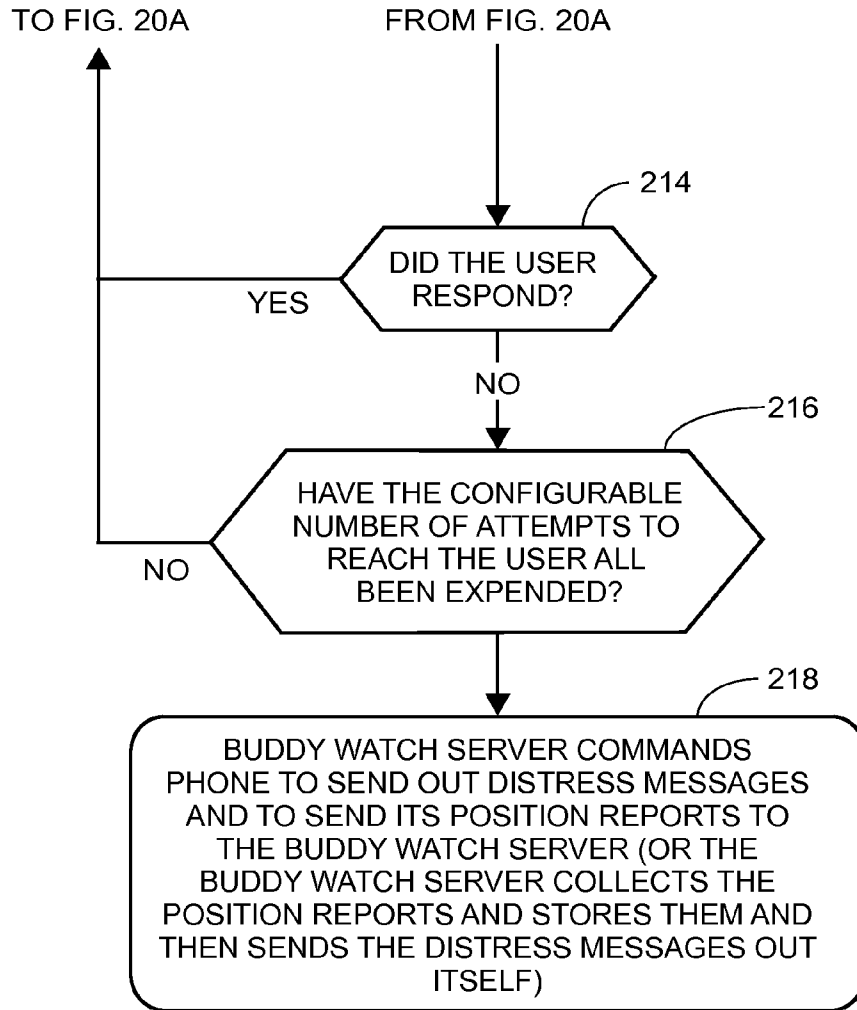 TO FIG. 20A
FROM FIG. 20A
214
DID THE USER
RESPOND?
YES
NO
216
HAVE THE CONFIGURABLE
NUMBER OF ATTEMPTS TO
REACH THE USER ALL
BEEN EXPENDED?
NO
218
BUDDY WATCH SERVER COMMANDS
PHONE TO SEND OUT DISTRESS MESSAGES
AND TO SEND ITS POSITION REPORTS TO
THE BUDDY WATCH SERVER (OR THE
BUDDY WATCH SERVER COLLECTS THE
POSITION REPORTS AND STORES THEM AND
THEN SENDS THE DISTRESS MESSAGES OUT
ITSELF)